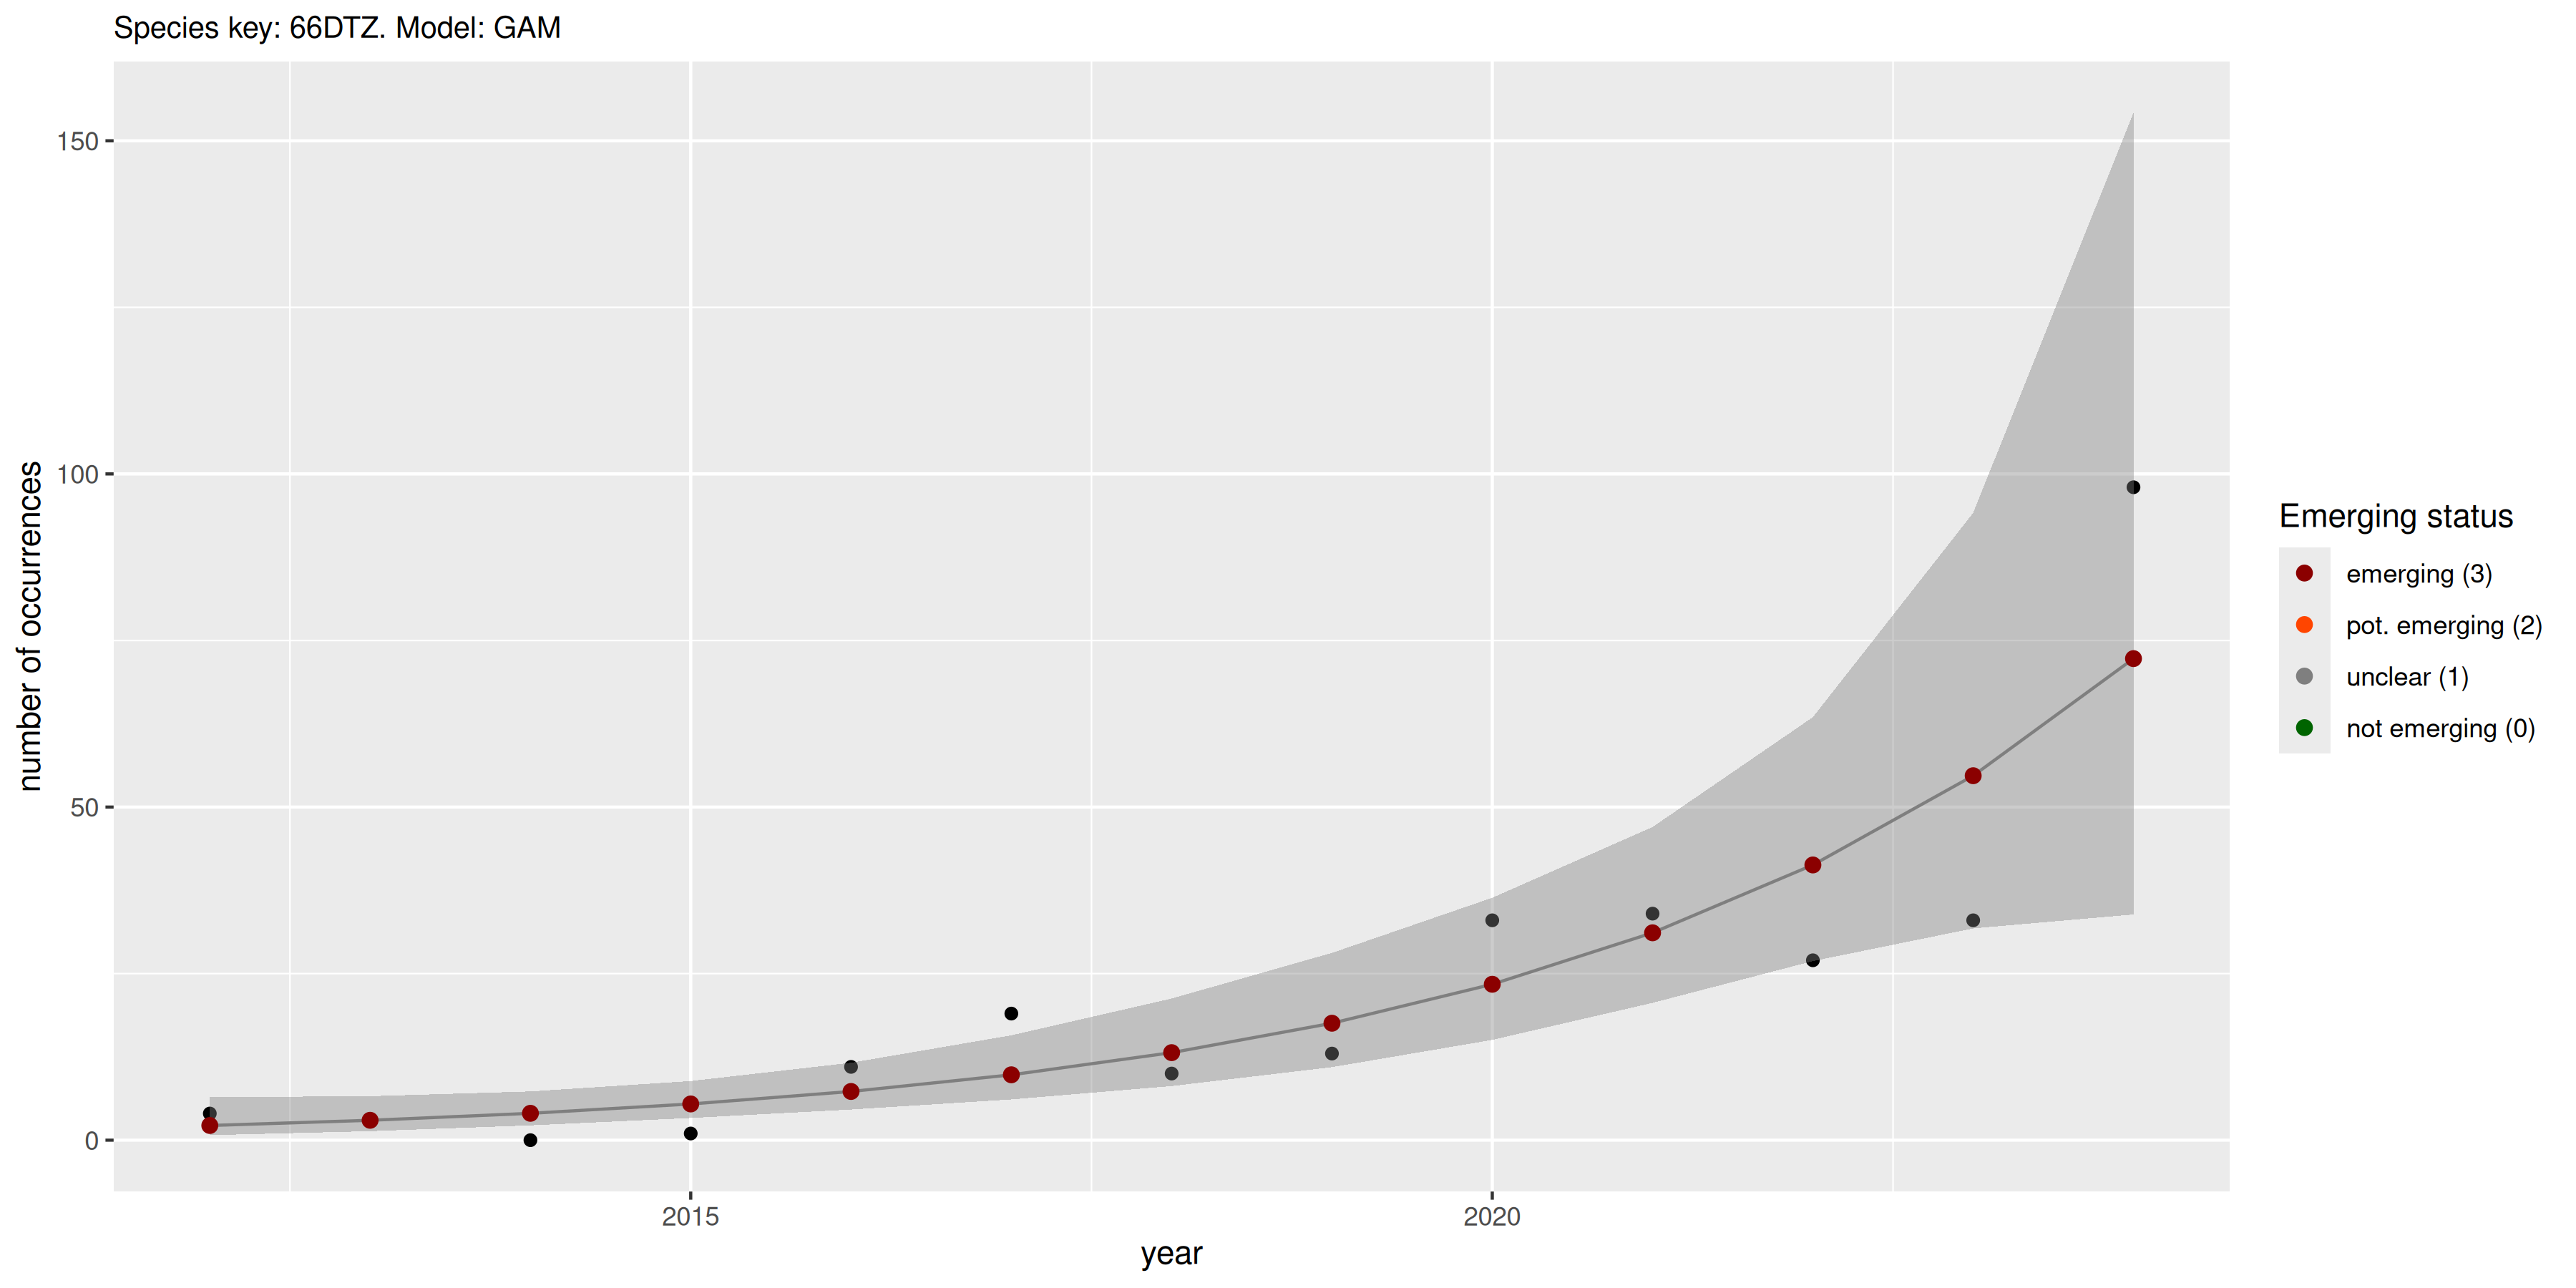 Species key: 66DTZ. Model: GAM
150
100
50
0
number of occurrences
2015
2020
year
Emerging status
emerging (3)
pot. emerging (2)
unclear (1)
not emerging (0)